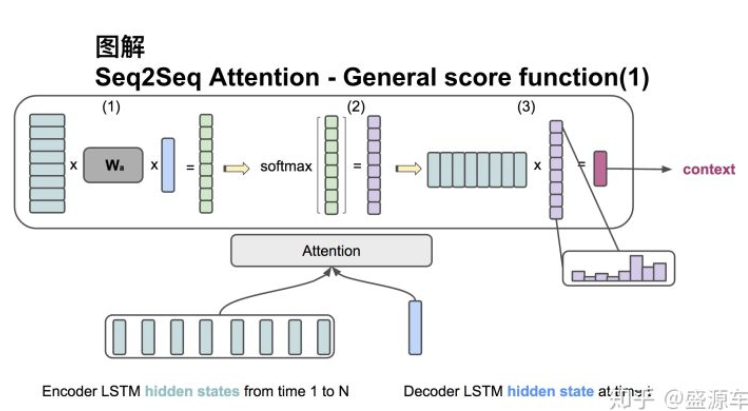 图解
Seq2Seq Attention - General score function(1)
(1) (2) (3)
x Wa x = softmax = x = context
Attention
Encoder LSTM hidden states from time 1 to N
Decoder LSTM hidden state at time
知乎 @盛源车